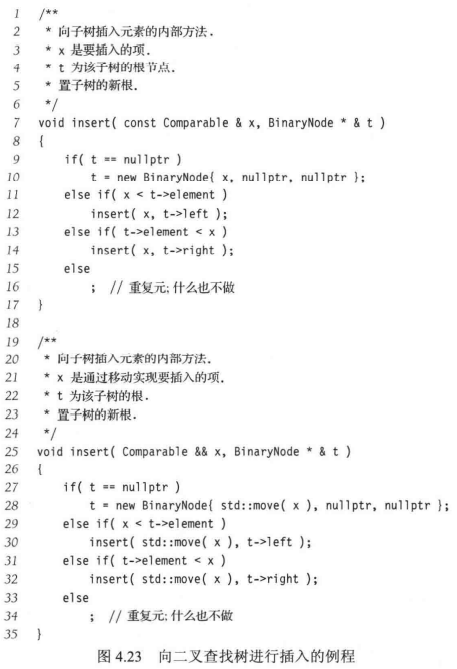 1 /**
2 * 向子树插入元素的内部方法.
3 * x 是要插入的项.
4 * t 为该子树的根节点.
5 * 置子树的新根.
6 */
7 void insert( const Comparable & x, BinaryNode * & t )
8 {
9 if( t == nullptr )
10 t = new BinaryNode{ x, nullptr, nullptr };
11 else if( x < t->element )
12 insert( x, t->left );
13 else if( t->element < x )
14 insert( x, t->right );
15 else
16 ; // 重复元;什么也不做
17 }
18
19 /**
20 * 向子树插入元素的内部方法.
21 * x 是通过移动实现要插入的项.
22 * t 为该子树的根.
23 * 置子树的新根.
24 */
25 void insert( Comparable && x, BinaryNode * & t )
26 {
27 if( t == nullptr )
28 t = new BinaryNode{ std::move( x ), nullptr, nullptr };
29 else if( x < t->element )
30 insert( std::move( x ), t->left );
31 else if( t->element < x )
32 insert( std::move( x ), t->right );
33 else
34 ; // 重复元;什么也不做
35 }
图 4.23 向二叉查找树进行插入的例程